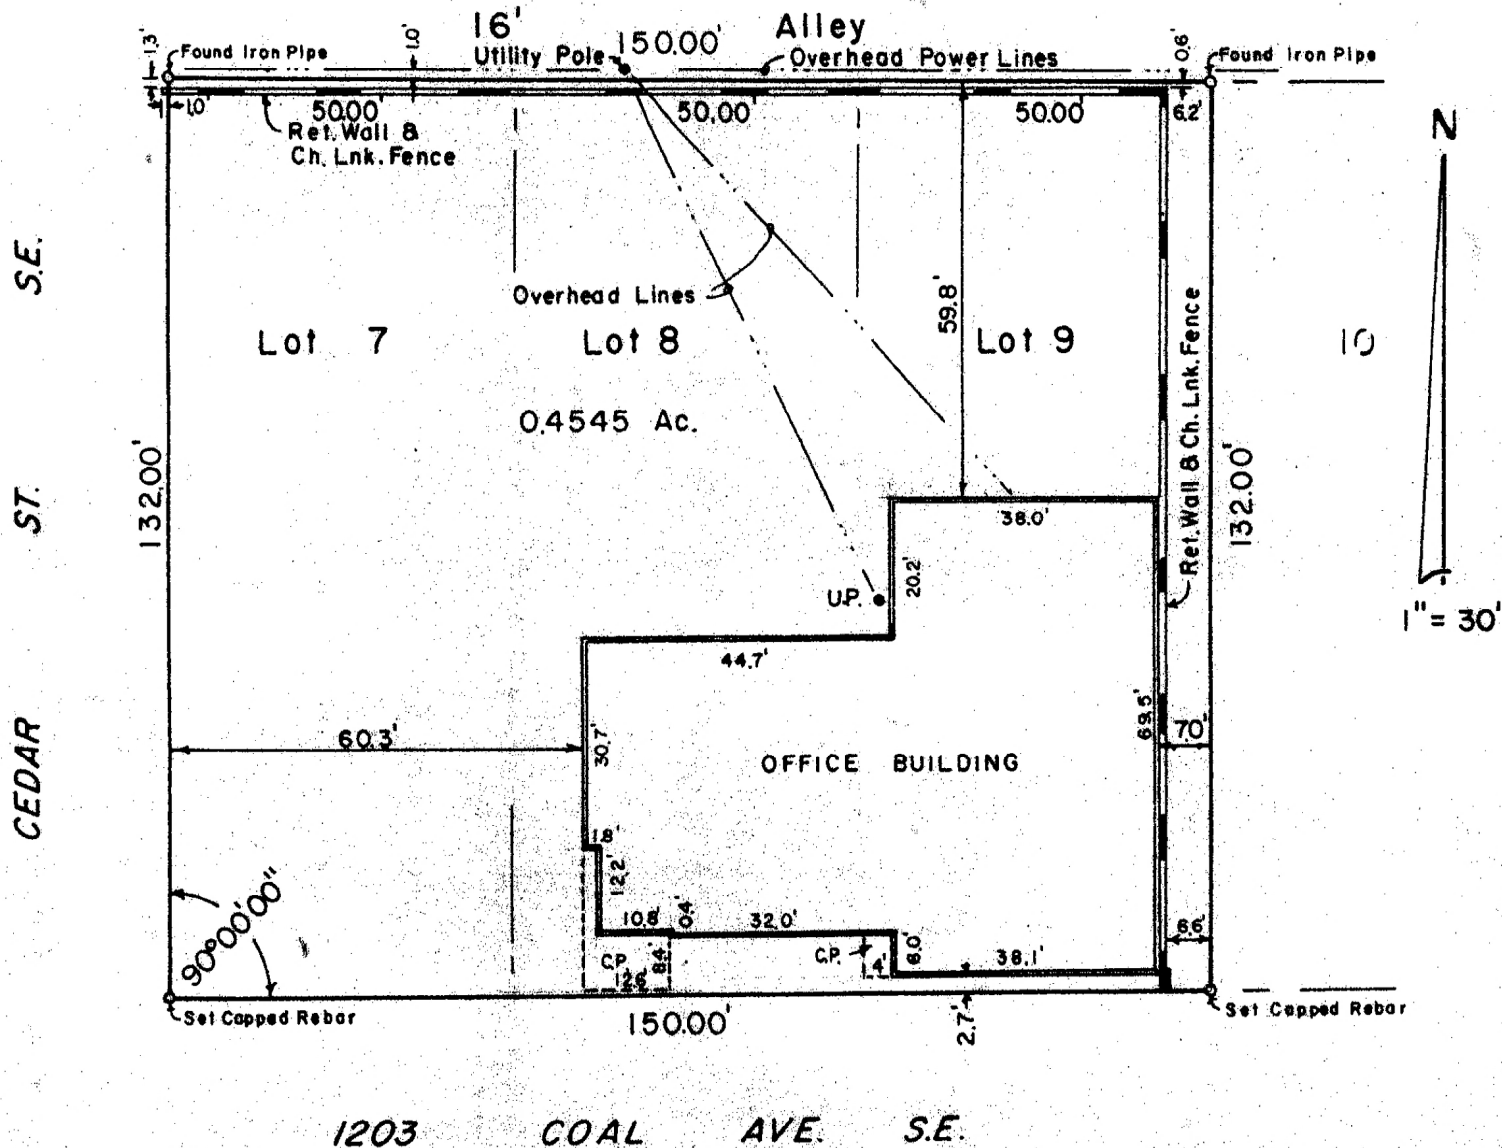 16' Alley
1.3'
Found Iron Pipe
1.0'
Utility Pole
150.00'
Overhead Power Lines
0.6'
Found Iron Pipe
1.0'
50.00'
50.00'
50.00'
6.2'
Ret. Wall &
Ch. Lnk. Fence
N
S.E.
Overhead Lines
59.8'
Lot 7
Lot 8
Lot 9
10
Ret. Wall & Ch. Lnk. Fence
0.4545 Ac.
132.00'
132.00'
ST.
38.0'
20.2'
U.P.
1" = 30'
44.7'
60.3'
30.7'
69.5'
7.0'
OFFICE BUILDING
CEDAR
1.8'
12.2'
90°00'00"
10.8'
0.4'
32.0'
6.6'
C.P.
8.4'
C.P.
4'
6.0'
38.1'
Set Capped Rebar
150.00'
2.7'
Set Capped Rebar
1203 COAL AVE. S.E.